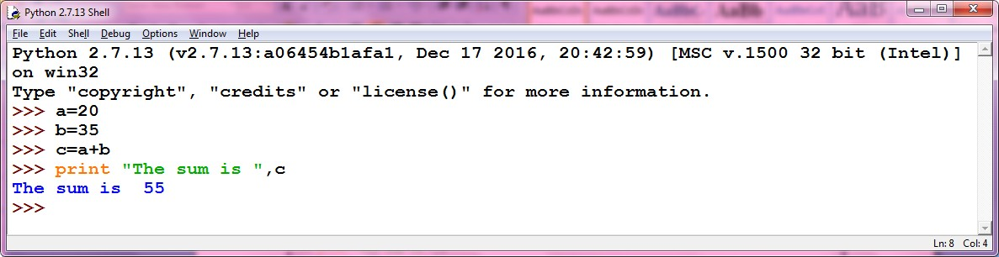 Python 2.7.13 Shell
File Edit Shell Debug Options Window Help
Python 2.7.13 (v2.7.13:a06454b1afa1, Dec 17 2016, 20:42:59) [MSC v.1500 32 bit (Intel)]
on win32
Type "copyright", "credits" or "license()" for more information.
>>> a=20
>>> b=35
>>> c=a+b
>>> print "The sum is ",c
The sum is  55
>>>
Ln: 8 Col: 4